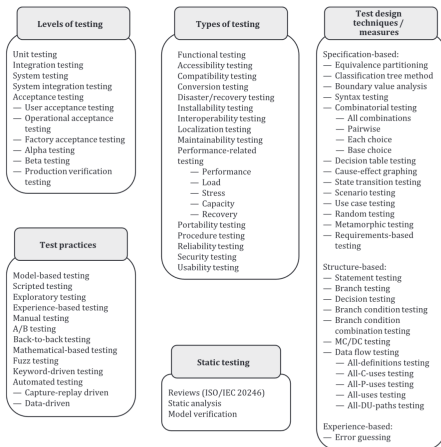 Levels of testing
Unit testing
Integration testing
System testing
System integration testing
Acceptance testing
— User acceptance testing
— Operational acceptance
testing
— Factory acceptance testing
— Alpha testing
— Beta testing
— Production verification
testing
Test practices
Model-based testing
Scripted testing
Exploratory testing
Experience-based testing
Manual testing
A/B testing
Back-to-back testing
Mathematical-based testing
Fuzz testing
Keyword-driven testing
Automated testing
— Capture-replay driven
— Data-driven
Types of testing
Functional testing
Accessibility testing
Compatibility testing
Conversion testing
Disaster/recovery testing
Installability testing
Interoperability testing
Localization testing
Maintainability testing
Performance-related
testing
— Performance
— Load
— Stress
— Capacity
— Recovery
Portability testing
Procedure testing
Reliability testing
Security testing
Usability testing
Static testing
Reviews (ISO/IEC 20246)
Static analysis
Model verification
Test design
techniques /
measures
Specification-based:
— Equivalence partitioning
— Classification tree method
— Boundary value analysis
— Syntax testing
— Combinatorial testing
— All combinations
— Pairwise
— Each choice
— Base choice
— Decision table testing
— Cause-effect graphing
— State transition testing
— Scenario testing
— Use case testing
— Random testing
— Metamorphic testing
— Requirements-based
testing
Structure-based:
— Statement testing
— Branch testing
— Decision testing
— Branch condition testing
— Branch condition
combination testing
— MC/DC testing
— Data flow testing
— All-definitions testing
— All-C-uses testing
— All-P-uses testing
— All-uses testing
— All-DU-paths testing
Experience-based:
— Error guessing